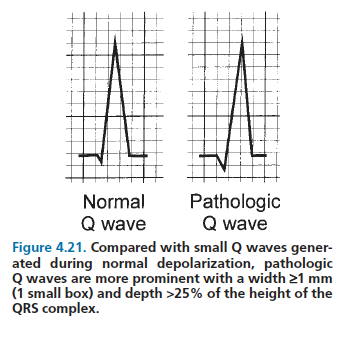 Normal Pathologic
Q wave Q wave
Figure 4.21. Compared with small Q waves gener-
ated during normal depolarization, pathologic
Q waves are more prominent with a width ≥1 mm
(1 small box) and depth >25% of the height of the
QRS complex.